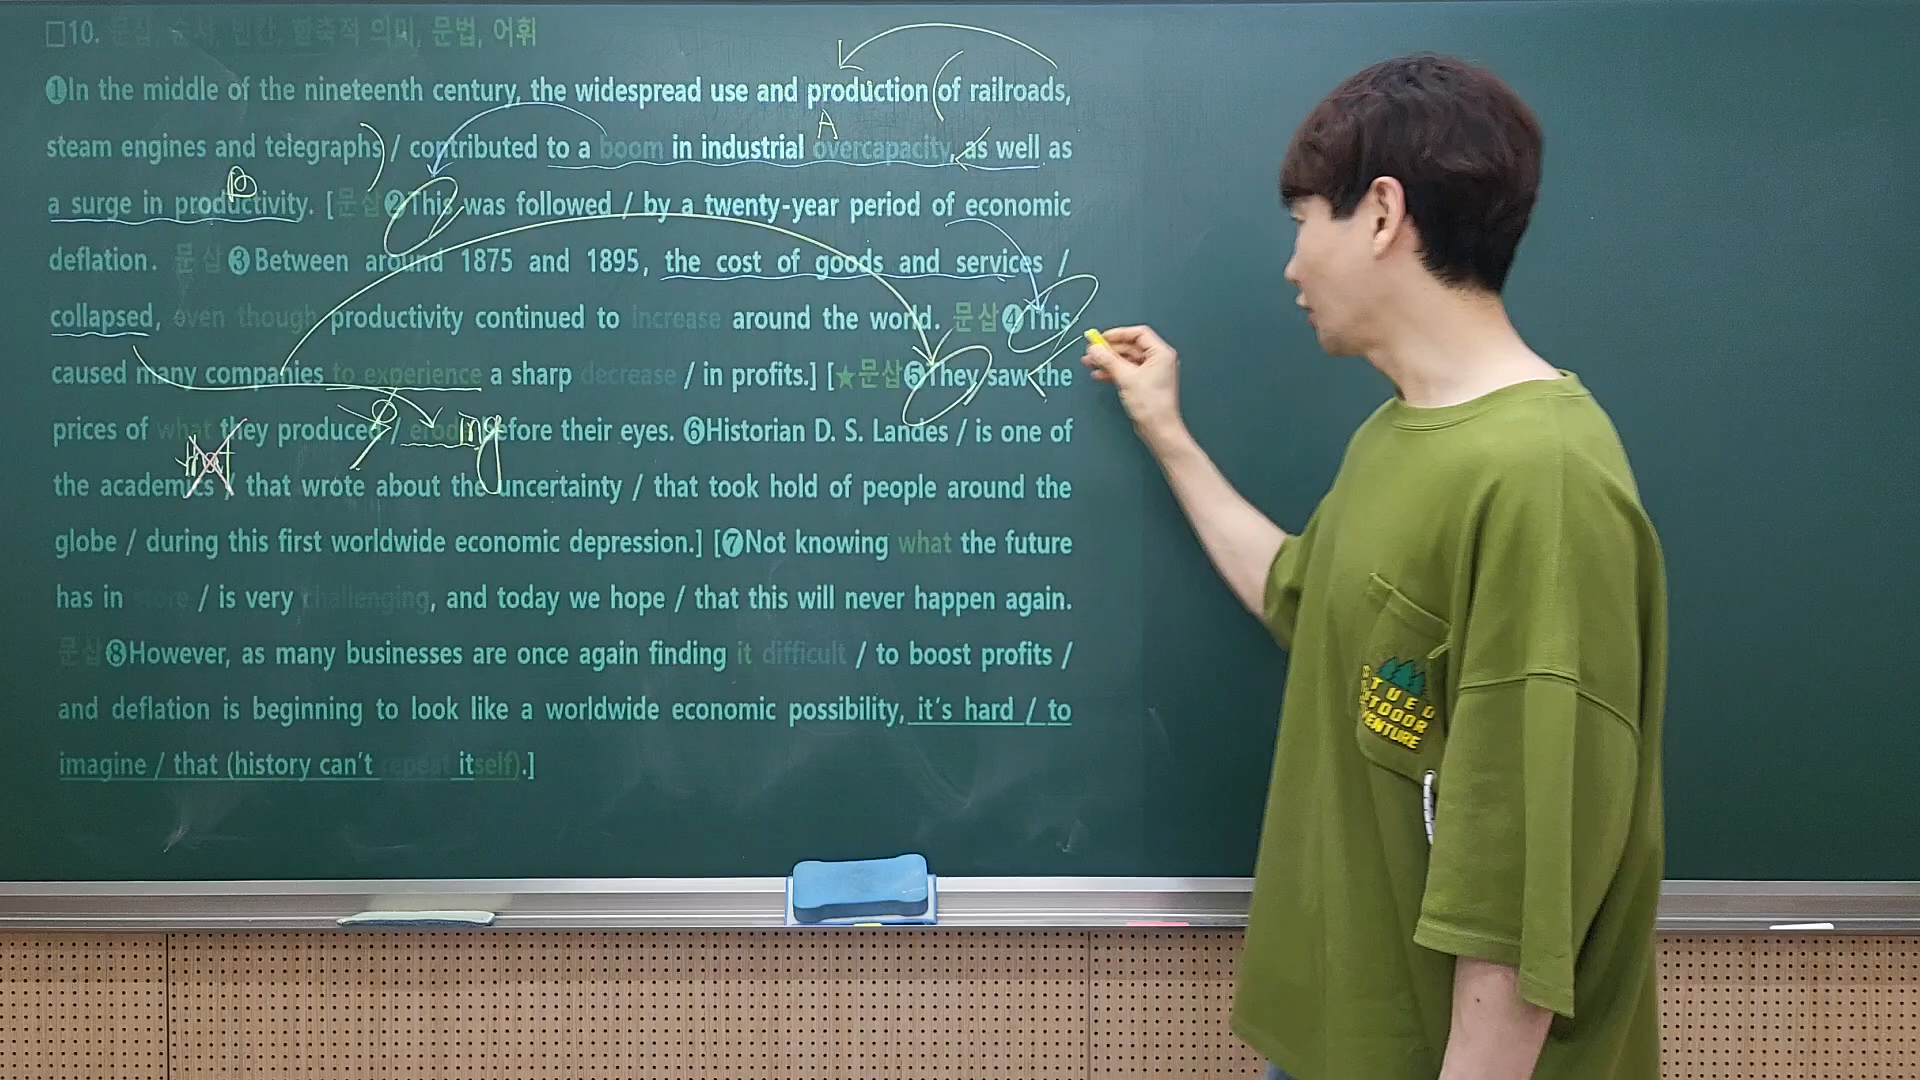 □10. 문삽, 순서, 빈칸, 함축적 의미, 문법, 어휘
❶In the middle of the nineteenth century, the widespread use and production of railroads,
A
steam engines and telegraphs / contributed to a boom in industrial overcapacity, as well as
B
a surge in productivity. [문삽❷This was followed / by a twenty-year period of economic
deflation. 문삽❸Between around 1875 and 1895, the cost of goods and services /
collapsed, even though productivity continued to increase around the world. 문삽❹This
caused many companies to experience a sharp decrease / in profits.] [★문삽❺They saw the
prices of what they produced / before their eyes. ⑥Historian D. S. Landes / is one of
the academics / that wrote about the uncertainty / that took hold of people around the
globe / during this first worldwide economic depression.] [❼Not knowing what the future
has in store / is very challenging, and today we hope / that this will never happen again.
문삽❽However, as many businesses are once again finding it difficult / to boost profits /
and deflation is beginning to look like a worldwide economic possibility, it's hard / to
imagine / that (history can't repeat itself).]